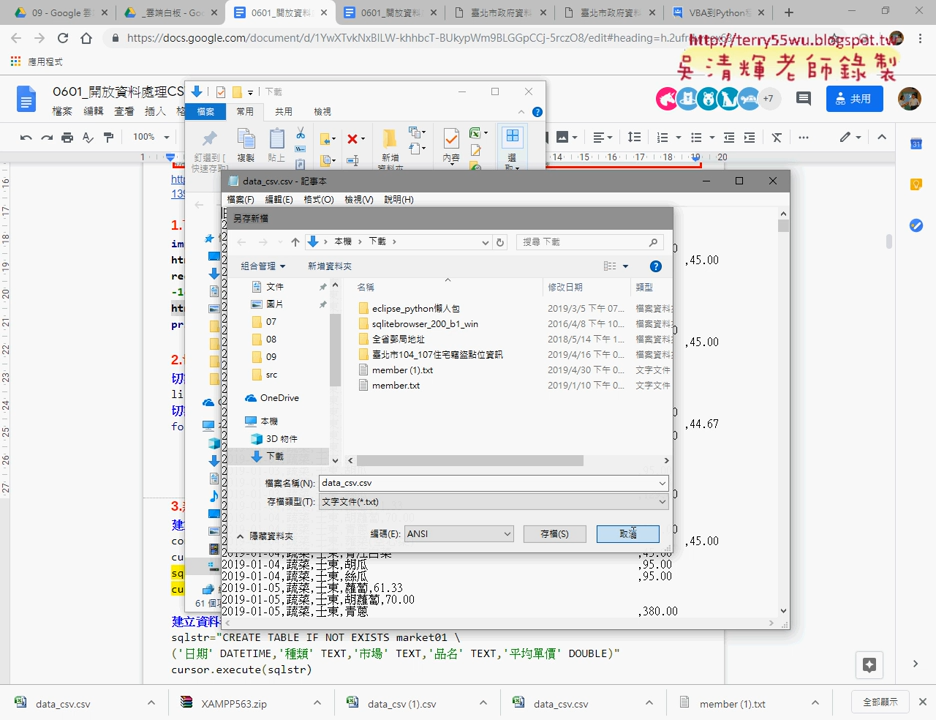 09 - Google 雲
_雲端白板 - Goo
0601_開放資料
0601_開放資料
臺北市政府資料
臺北市政府資料
VBA到Python
https://docs.google.com/document/d/1YwXTvkNxBILW-khhbcT-BUkypWm9BLGGpCCj-5rczO8/edit#heading=h.2ufr
http://terry55wu.blogspot.tw
吳清輝老師錄製
應用程式
0601_開放資料處理CS
檔案 編輯 查看 插入 格
+7
共用
100%
下載
檔案 常用 共用 檢視
釘選到 [
快速存取]
複製
貼上
新增
資料夾
內容
選
取
14 15 16 17 18 19 20
data_csv.csv - 記事本
檔案(F) 編輯(E) 格式(O) 檢視(V) 說明(H)
另存新檔
本機 下載
搜尋 下載
組合管理 新增資料夾
名稱 修改日期 類型
文件
圖片
07
08
09
src
OneDrive
本機
3D 物件
下載
eclipse_python懶人包 2019/3/5 下午 07... 檔案資料
sqlitebrowser_200_b1_win 2016/4/8 下午 10... 檔案資料
全省郵局地址 2018/5/14 下午 1... 檔案資料
臺北市104_107住宅竊盜點位資訊 2019/4/16 下午 0... 檔案資料
member (1).txt 2019/4/30 下午 0... 文字文件
member.txt 2019/1/10 下午 0... 文字文件
檔案名稱(N): data_csv.csv
存檔類型(T): 文字文件(*.txt)
隱藏資料夾
編碼(E): ANSI
存檔(S)
取消
,45.00
,45.00
,44.67
,45.00
2019-01-04,蔬菜,士東,胡瓜 ,95.00
2019-01-04,蔬菜,士東,絲瓜 ,95.00
2019-01-05,蔬菜,士東,蘿蔔,61.33
2019-01-05,蔬菜,士東,胡蘿蔔,70.00
2019-01-05,蔬菜,士東,青蔥 ,380.00
建立資料
sqlstr="CREATE TABLE IF NOT EXISTS market01 \
('日期' DATETIME,'種類' TEXT,'市場' TEXT,'品名' TEXT,'平均單價' DOUBLE)"
cursor.execute(sqlstr)
data_csv.csv
XAMPP563.zip
data_csv (1).csv
data_csv.csv
member (1).txt
全部顯示